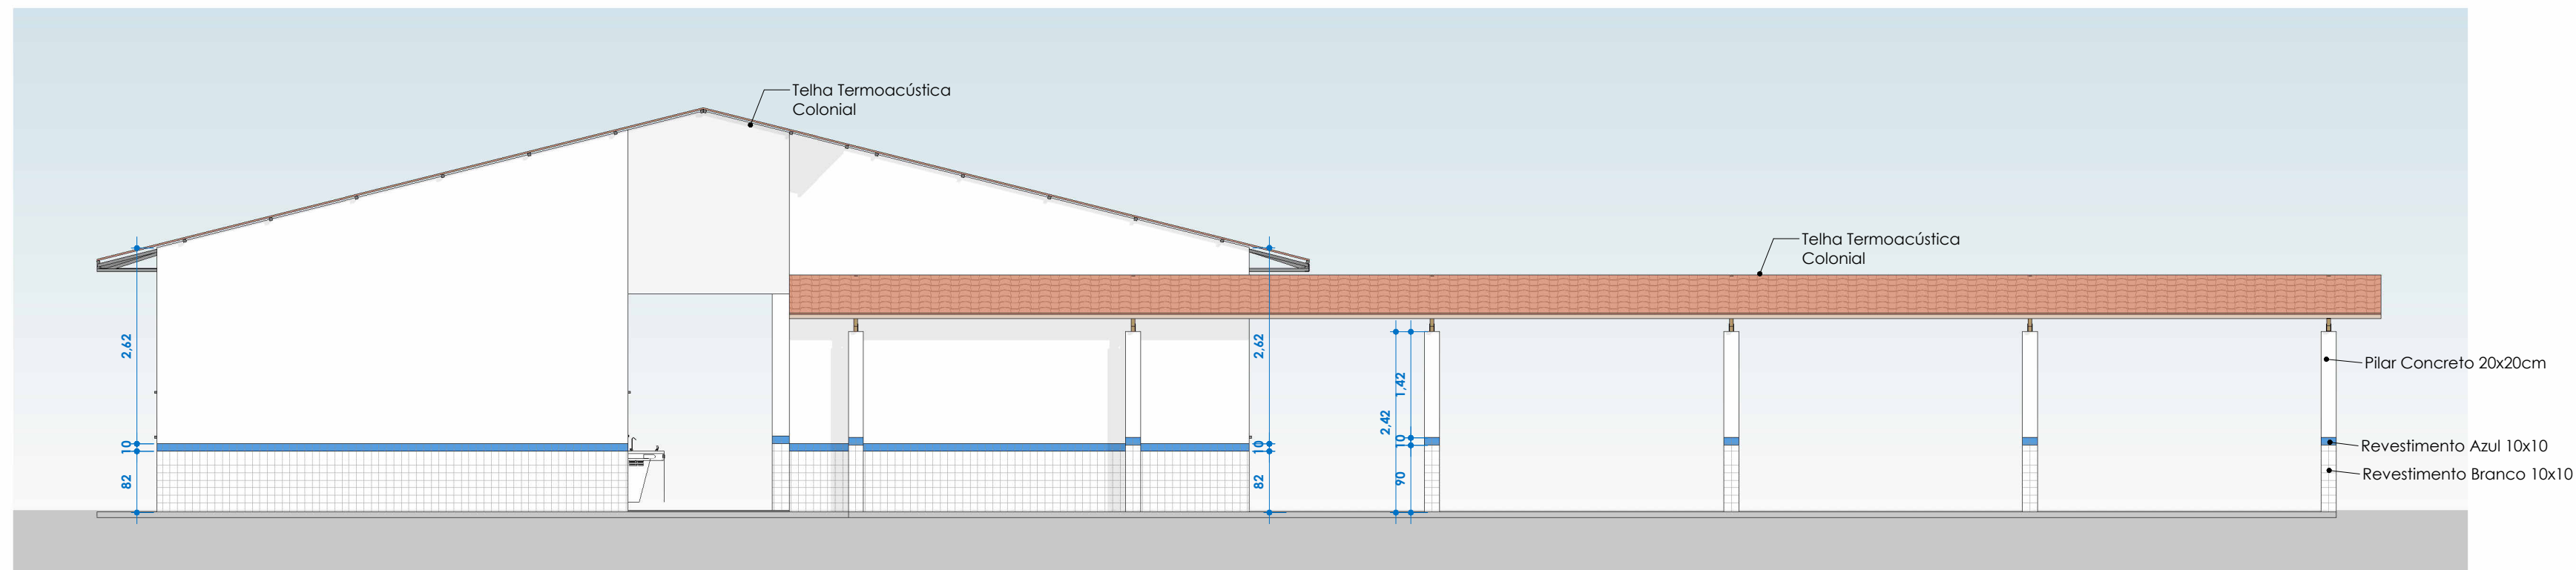 Telha Termoacústica
Colonial
Telha Termoacústica
Colonial
2,62
10
82
2,62
10
82
2,42
1,42
10
90
Pilar Concreto 20x20cm
Revestimento Azul 10x10
Revestimento Branco 10x10